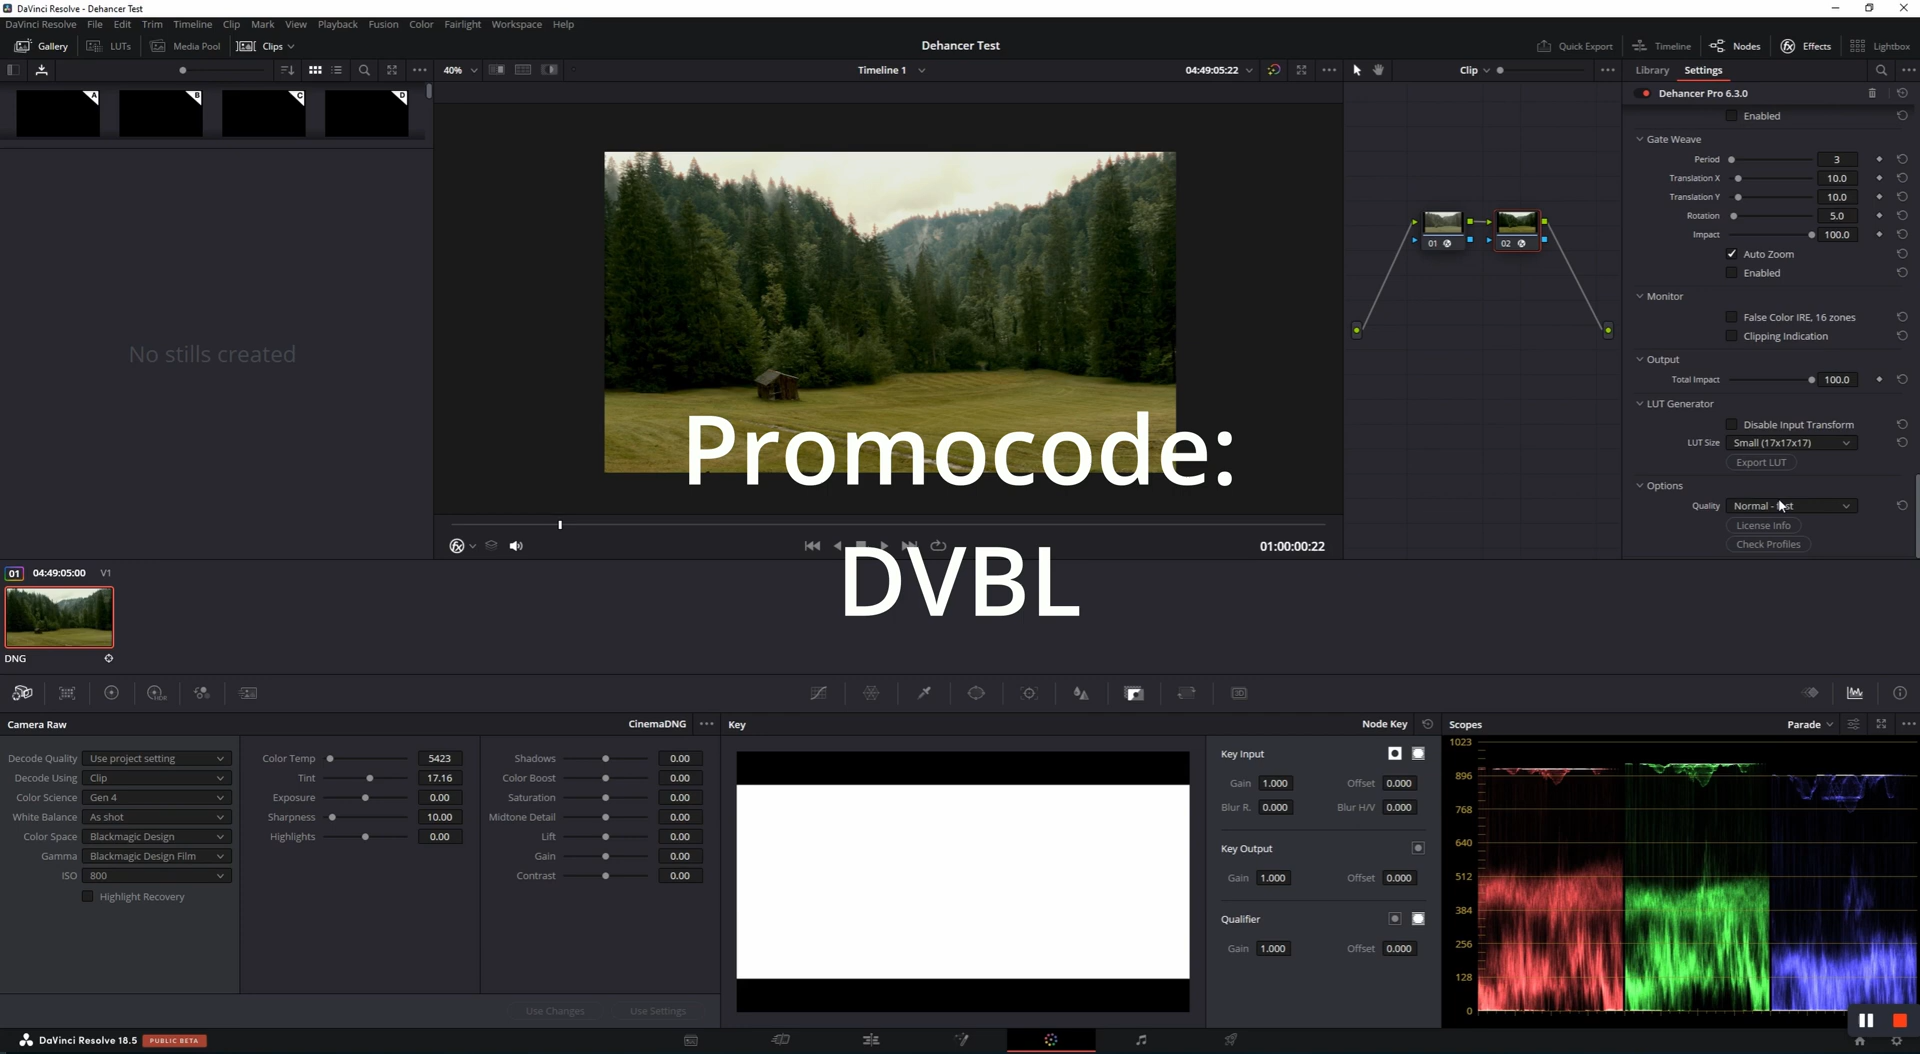 DaVinci Resolve - Dehancer Test
DaVinci Resolve File Edit Trim Timeline Clip Mark View Playback Fusion Color Fairlight Workspace Help
Gallery LUTs Media Pool Clips Dehancer Test Quick Export Timeline Nodes Effects Lightbox
40% Timeline 1 04:49:05:22 Clip Library Settings
A B C D
Dehancer Pro 6.3.0
Enabled
Gate Weave
Period 3
Translation X 10.0
Translation Y 10.0
Rotation 5.0
Impact 100.0
Auto Zoom
Enabled
Monitor
False Color IRE, 16 zones
Clipping Indication
Output
Total Impact 100.0
LUT Generator
Disable Input Transform
LUT Size Small (17x17x17)
Export LUT
Options
Quality Normal -
License Info
Check Profiles
01 02
No stills created
Promocode:
DVBL
01:00:00:22
01 04:49:05:00 V1
DNG
Camera Raw CinemaDNG
Decode Quality Use project setting
Decode Using Clip
Color Science Gen 4
White Balance As shot
Color Space Blackmagic Design
Gamma Blackmagic Design Film
ISO 800
Highlight Recovery
Color Temp 5423
Tint 17.16
Exposure 0.00
Sharpness 10.00
Highlights 0.00
Shadows 0.00
Color Boost 0.00
Saturation 0.00
Midtone Detail 0.00
Lift 0.00
Gain 0.00
Contrast 0.00
Use Changes Use Settings
Key Node Key
Key Input
Gain 1.000 Offset 0.000
Blur R. 0.000 Blur H/V 0.000
Key Output
Gain 1.000 Offset 0.000
Qualifier
Gain 1.000 Offset 0.000
Scopes Parade
1023
896
768
640
512
384
256
128
0
DaVinci Resolve 18.5 PUBLIC BETA